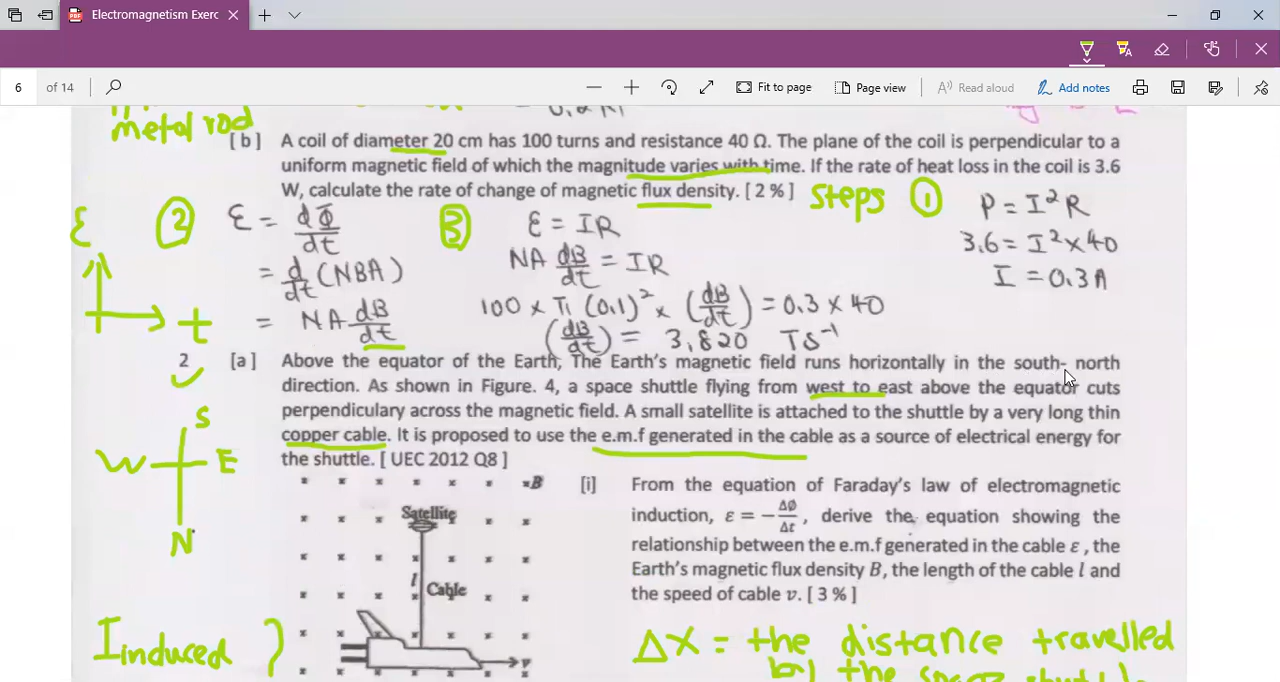 Electromagnetism Exerc
6 of 14
Fit to page
Page view
Read aloud
Add notes
metal rod
[ b ] A coil of diameter 20 cm has 100 turns and resistance 40 Ω. The plane of the coil is perpendicular to a
uniform magnetic field of which the magnitude varies with time. If the rate of heat loss in the coil is 3.6
W, calculate the rate of change of magnetic flux density. [ 2 % ]
Steps ① P = I²R
3.6 = I² x 40
I = 0.3A
② ε = dΦ/dt
= d/dt (NBA)
= NA dB/dt
③ ε = IR
NA dB/dt = IR
100 x π (0.1)² x (dB/dt) = 0.3 x 40
(dB/dt) = 3.820 Ts⁻¹
ε
t
2 [a] Above the equator of the Earth, The Earth's magnetic field runs horizontally in the south- north
direction. As shown in Figure. 4, a space shuttle flying from west to east above the equator cuts
perpendiculary across the magnetic field. A small satellite is attached to the shuttle by a very long thin
copper cable. It is proposed to use the e.m.f generated in the cable as a source of electrical energy for
the shuttle. [ UEC 2012 Q8 ]
S
W E
N
B
Satellite
l
Cable
v
[i] From the equation of Faraday's law of electromagnetic
induction, ε = −Δø/Δt, derive the equation showing the
relationship between the e.m.f generated in the cable ε, the
Earth's magnetic flux density B, the length of the cable l and
the speed of cable v. [ 3 % ]
I induced )
Δx = the distance travelled
by the space shuttle